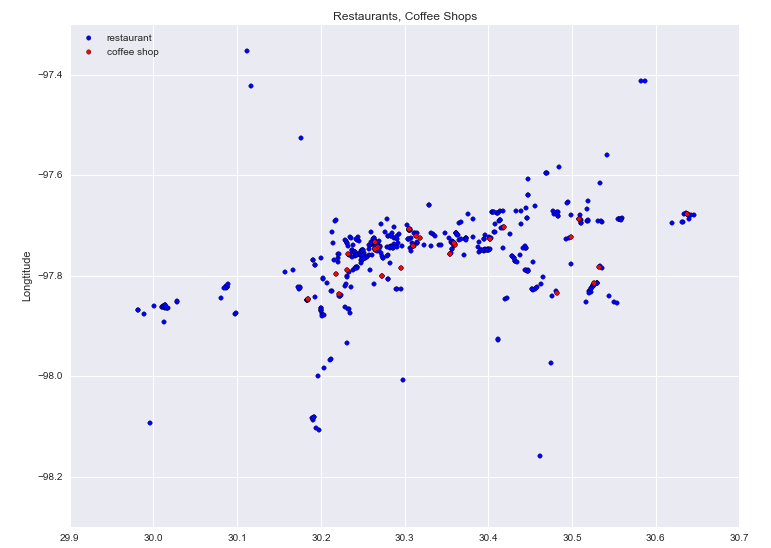 Restaurants, Coffee Shops
restaurant
coffee shop
−97.4
−97.6
−97.8
−98.0
−98.2
Longtitude
29.9 30.0 30.1 30.2 30.3 30.4 30.5 30.6 30.7